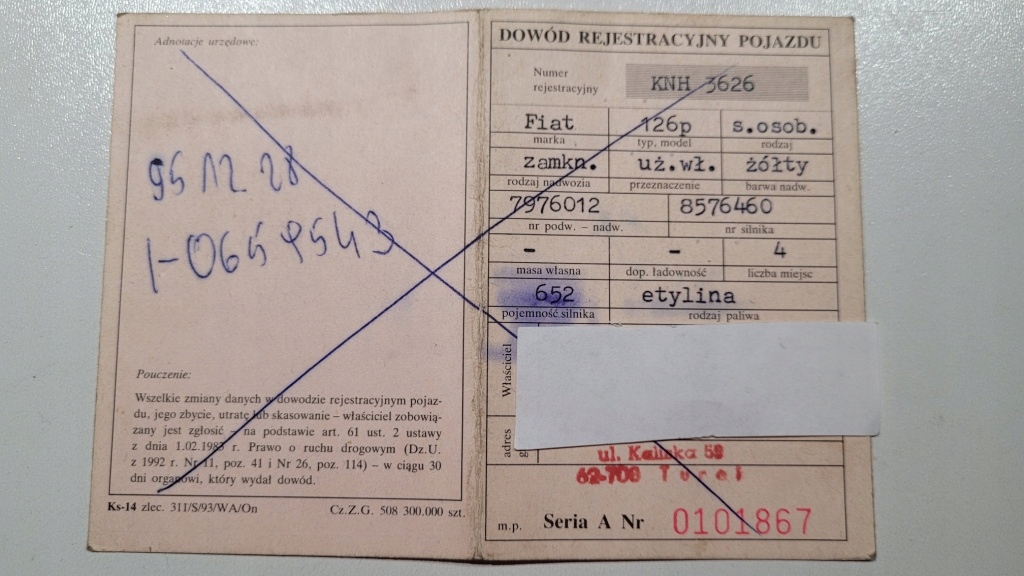 Adnotacje urzędowe:
95 12 28
1-0659543
Pouczenie:
Wszelkie zmiany danych w dowodzie rejestracyjnym pojaz-
du, jego zbycie, utratę lub skasowanie – właściciel zobowią-
zany jest zgłosić – na podstawie art. 61 ust. 2 ustawy
z dnia 1.02.1983 r. Prawo o ruchu drogowym (Dz.U.
z 1992 r. Nr 11, poz. 41 i Nr 26, poz. 114) – w ciągu 30
dni organowi, który wydał dowód.
Ks-14 zlec. 311/S/93/WA/On Cz.Z.G. 508 300.000 szt.
DOWÓD REJESTRACYJNY POJAZDU
Numer
rejestracyjny KNH 3626
Fiat 126p s.osob.
marka typ, model rodzaj
zamkn. uż.wł. żółty
rodzaj nadwozia przeznaczenie barwa nadw.
7976012 8576460
nr podw. – nadw. nr silnika
– – 4
masa własna dop. ładowność liczba miejsc
652 etylina
pojemność silnika rodzaj paliwa
Właściciel
adres
ul. Kaliska 59
62-700 Turek
m.p. Seria A Nr 0101867